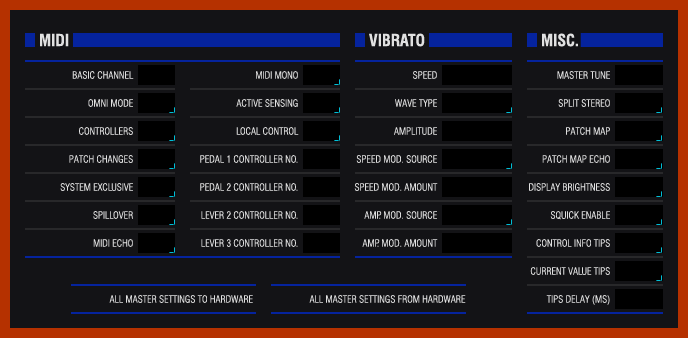 MIDI
BASIC CHANNEL
OMNI MODE
CONTROLLERS
PATCH CHANGES
SYSTEM EXCLUSIVE
SPILLOVER
MIDI ECHO
MIDI MONO
ACTIVE SENSING
LOCAL CONTROL
PEDAL 1 CONTROLLER NO.
PEDAL 2 CONTROLLER NO.
LEVER 2 CONTROLLER NO.
LEVER 3 CONTROLLER NO.
VIBRATO
SPEED
WAVE TYPE
AMPLITUDE
SPEED MOD. SOURCE
SPEED MOD. AMOUNT
AMP. MOD. SOURCE
AMP. MOD. AMOUNT
MISC.
MASTER TUNE
SPLIT STEREO
PATCH MAP
PATCH MAP ECHO
DISPLAY BRIGHTNESS
SQUICK ENABLE
CONTROL INFO TIPS
CURRENT VALUE TIPS
TIPS DELAY (MS)
ALL MASTER SETTINGS TO HARDWARE
ALL MASTER SETTINGS FROM HARDWARE